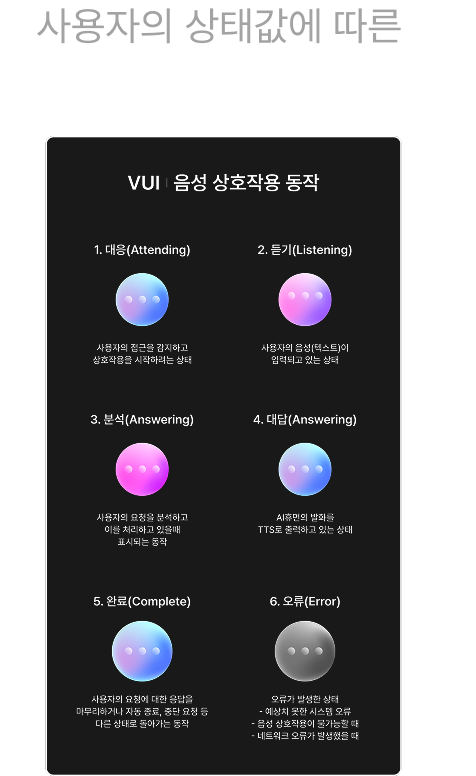 사용자의 상태값에 따른
VUI | 음성 상호작용 동작
1. 대응(Attending)
2. 듣기(Listening)
사용자의 접근을 감지하고
상호작용을 시작하려는 상태
사용자의 음성(텍스트)이
입력되고 있는 상태
3. 분석(Answering)
4. 대답(Answering)
사용자의 요청을 분석하고
이를 처리하고 있을때
표시되는 동작
AI휴먼의 발화를
TTS로 출력하고 있는 상태
5. 완료(Complete)
6. 오류(Error)
사용자의 요청에 대한 응답을
마무리하거나 자동 종료, 중단 요청 등
다른 상태로 돌아가는 동작
오류가 발생한 상태
- 예상치 못한 시스템 오류
- 음성 상호작용이 불가능할 때
- 네트워크 오류가 발생했을 때